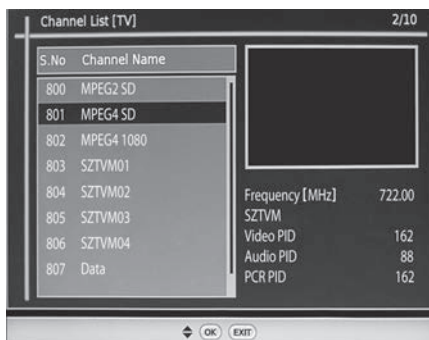 Channel List [TV] 2/10
S.No Channel Name
800 MPEG2 SD
801 MPEG4 SD
802 MPEG4 1080
803 SZTVM01
804 SZTVM02
805 SZTVM03
806 SZTVM04
807 Data
Frequency [MHz] 722.00
SZTVM
Video PID 162
Audio PID 88
PCR PID 162
OK EXIT